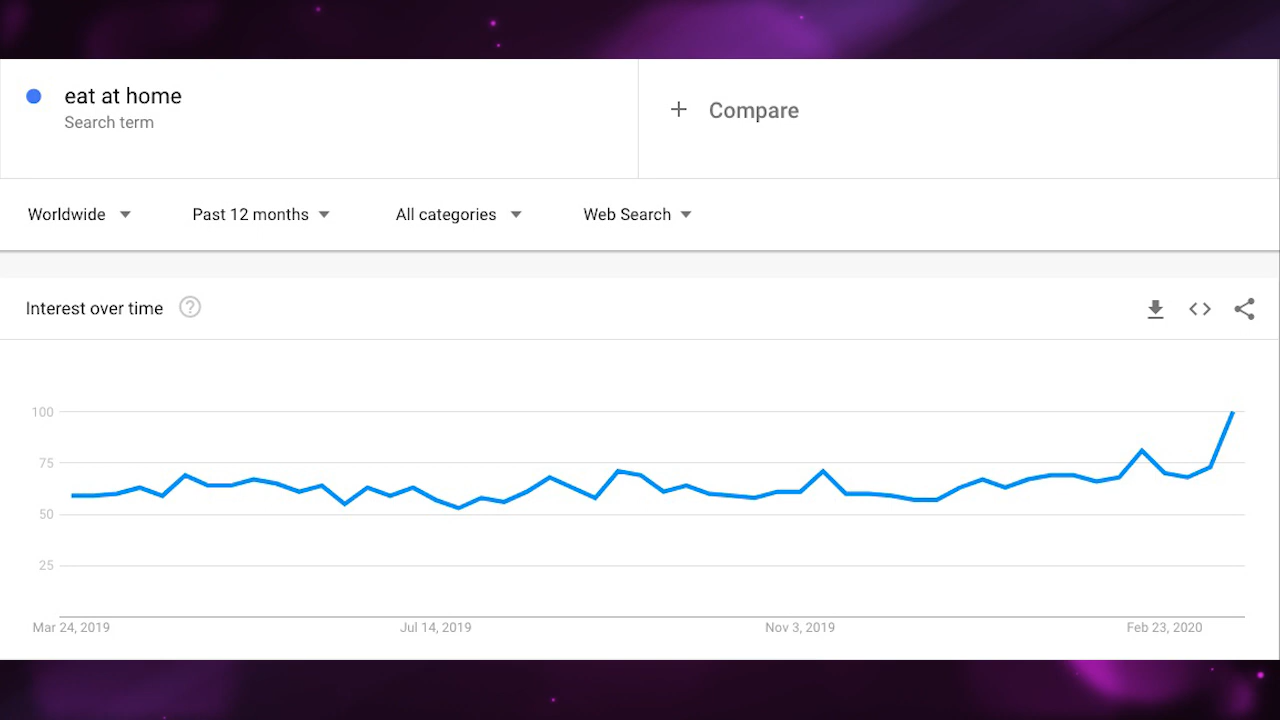 eat at home
Search term
+ Compare
Worldwide
Past 12 months
All categories
Web Search
Interest over time ?
100
75
50
25
Mar 24, 2019
Jul 14, 2019
Nov 3, 2019
Feb 23, 2020